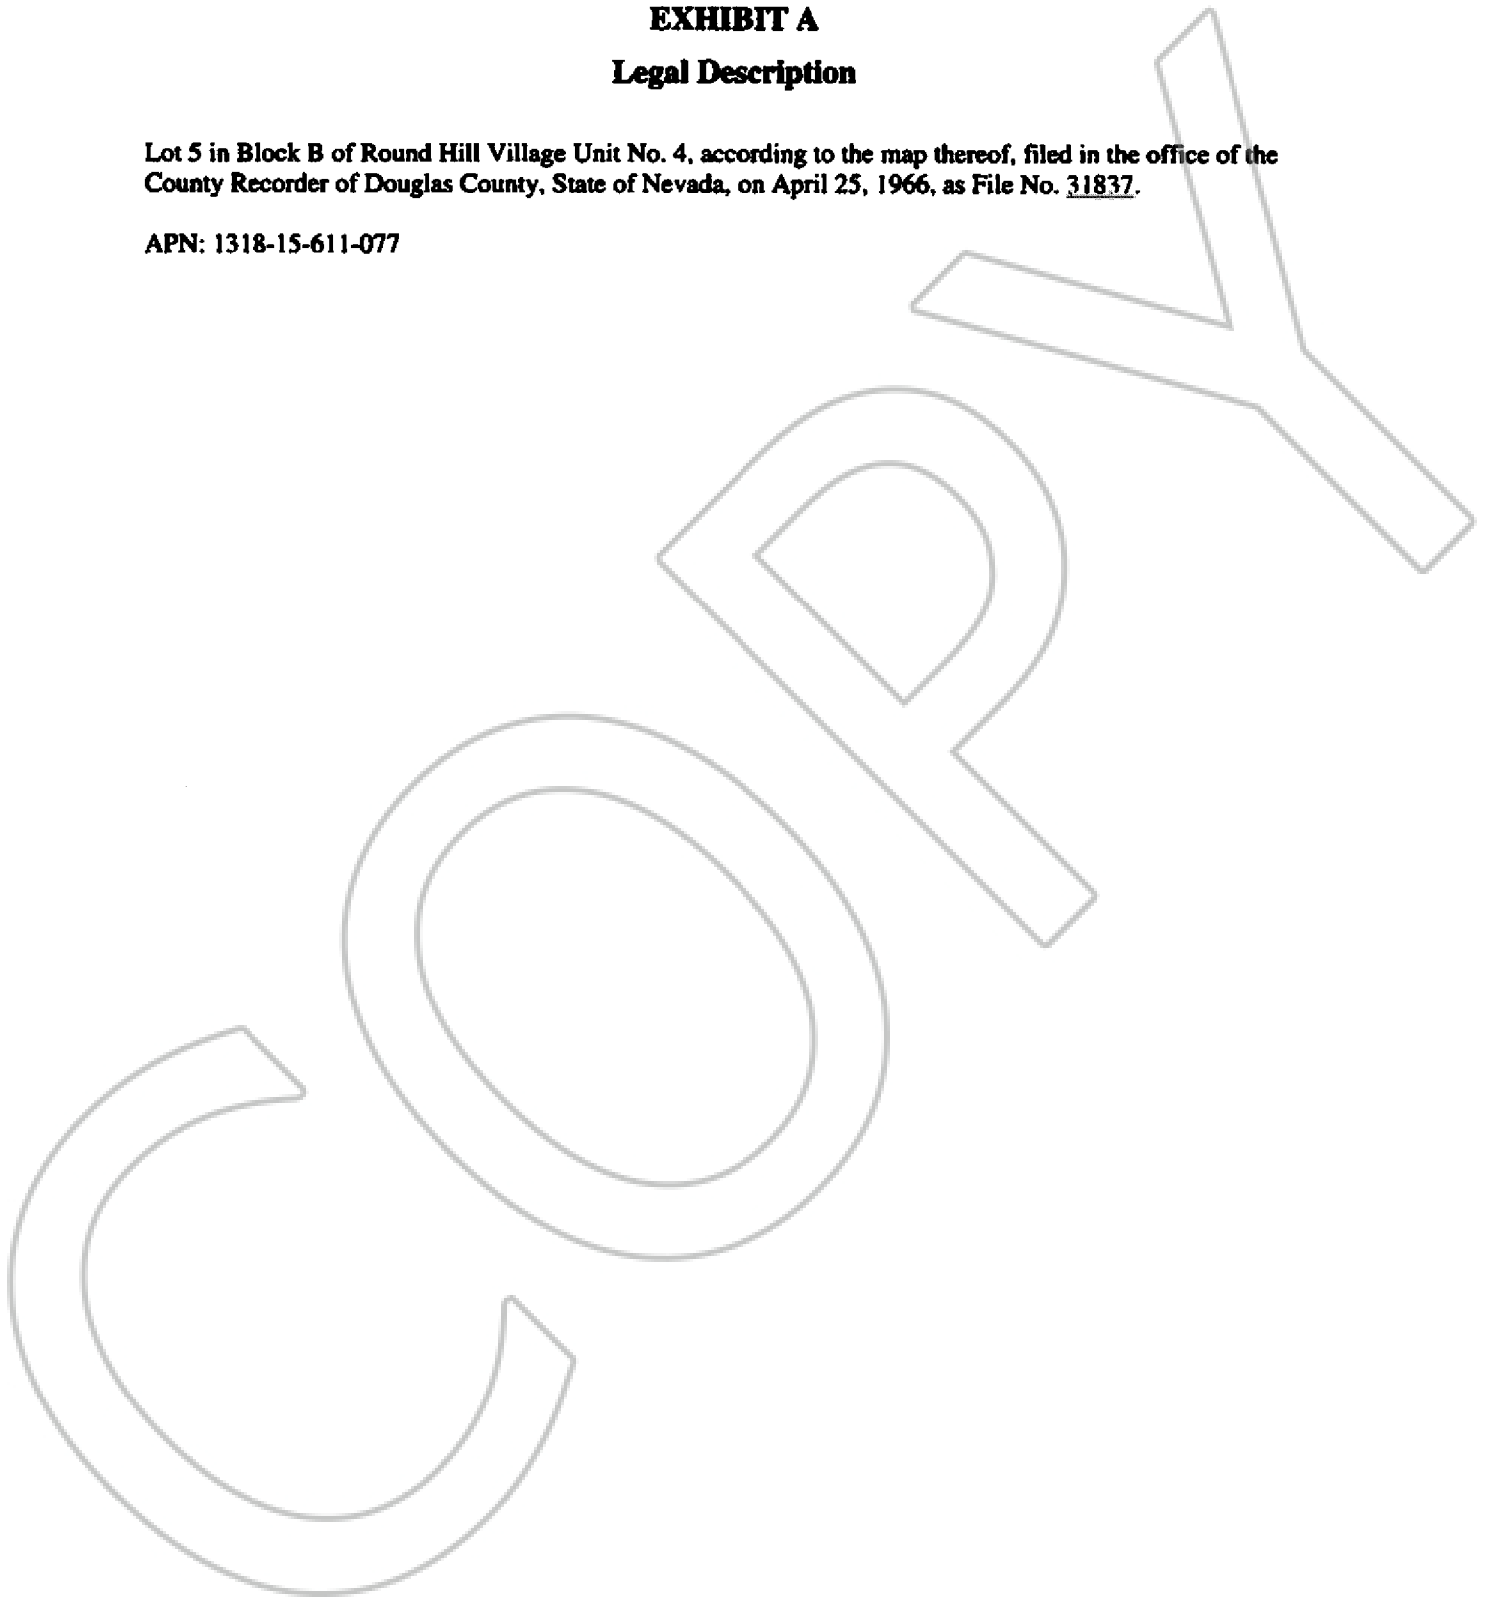 EXHIBIT A
Legal Description
Lot 5 in Block B of Round Hill Village Unit No. 4, according to the map thereof, filed in the office of the
County Recorder of Douglas County, State of Nevada, on April 25, 1966, as File No. 31837.
APN: 1318-15-611-077
COPY